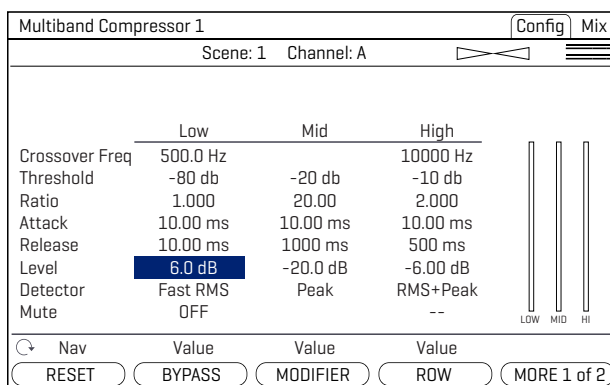 Multiband Compressor 1 Config Mix
Scene: 1 Channel: A
Low Mid High
Crossover Freq 500.0 Hz 10000 Hz
Threshold -80 db -20 db -10 db
Ratio 1.000 20.00 2.000
Attack 10.00 ms 10.00 ms 10.00 ms
Release 10.00 ms 1000 ms 500 ms
Level 6.0 dB -20.0 dB -6.00 dB
Detector Fast RMS Peak RMS+Peak
Mute OFF --
LOW MID HI
Nav Value Value Value
RESET BYPASS MODIFIER ROW MORE 1 of 2